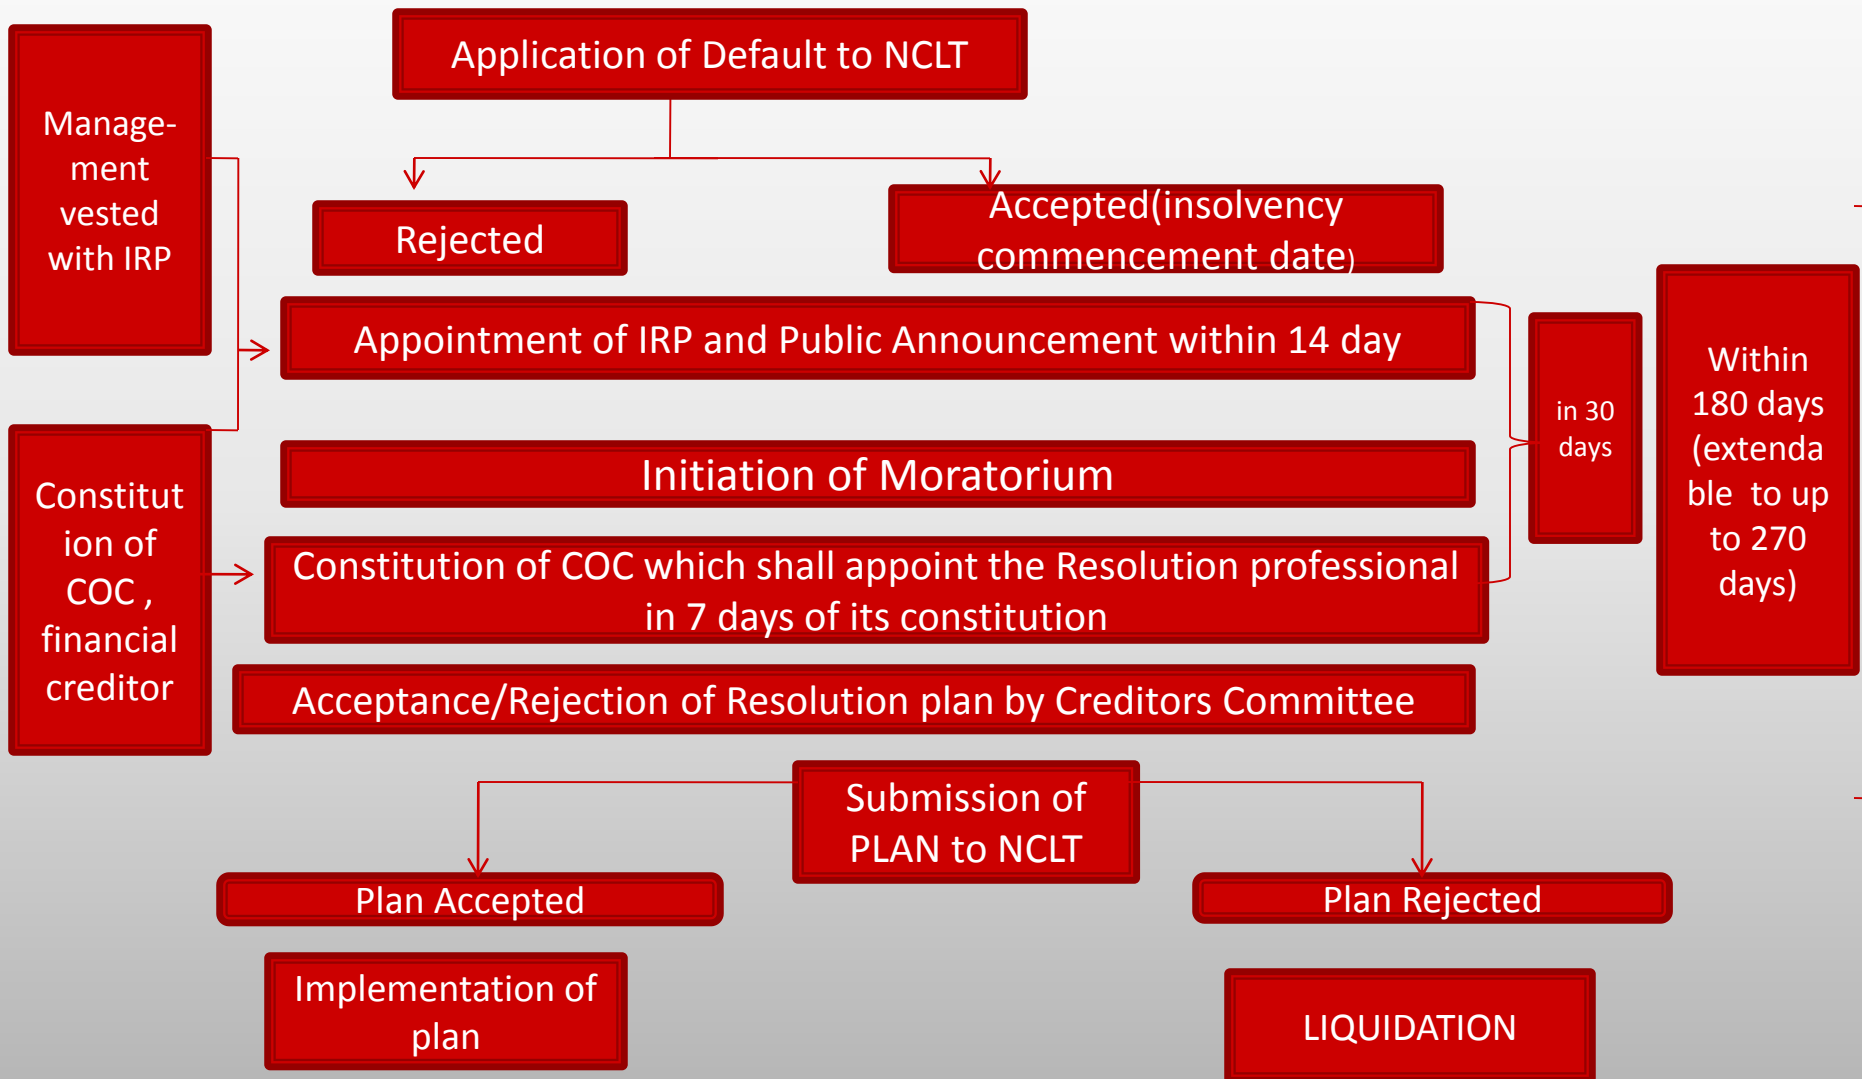 Application of Default to NCLT
Manage-
ment
vested
with IRP
Rejected
Accepted(insolvency
commencement date)
Appointment of IRP and Public Announcement within 14 day
in 30
days
Within
180 days
(extenda
ble to up
to 270
days)
Initiation of Moratorium
Constitut
ion of
COC ,
financial
creditor
Constitution of COC which shall appoint the Resolution professional
in 7 days of its constitution
Acceptance/Rejection of Resolution plan by Creditors Committee
Submission of
PLAN to NCLT
Plan Accepted
Plan Rejected
Implementation of
plan
LIQUIDATION